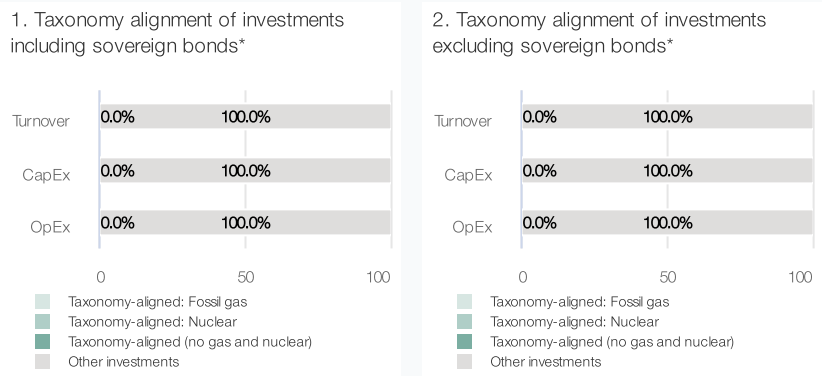 1. Taxonomy alignment of investments
including sovereign bonds*
Turnover 0.0% 100.0%
CapEx 0.0% 100.0%
OpEx 0.0% 100.0%
0 50 100
Taxonomy-aligned: Fossil gas
Taxonomy-aligned: Nuclear
Taxonomy-aligned (no gas and nuclear)
Other investments
2. Taxonomy alignment of investments
excluding sovereign bonds*
Turnover 0.0% 100.0%
CapEx 0.0% 100.0%
OpEx 0.0% 100.0%
0 50 100
Taxonomy-aligned: Fossil gas
Taxonomy-aligned: Nuclear
Taxonomy-aligned (no gas and nuclear)
Other investments